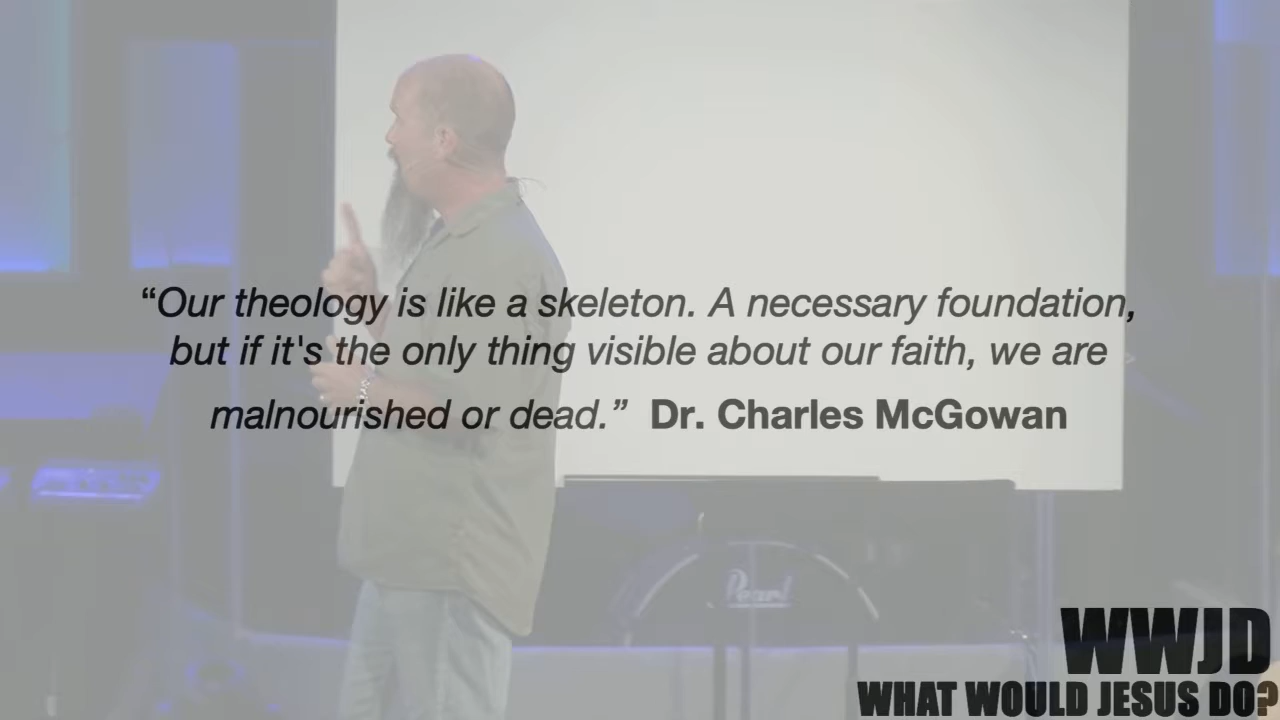 “Our theology is like a skeleton. A necessary foundation,
but if it's the only thing visible about our faith, we are
malnourished or dead.” Dr. Charles McGowan
Pearl
WWJD
WHAT WOULD JESUS DO?